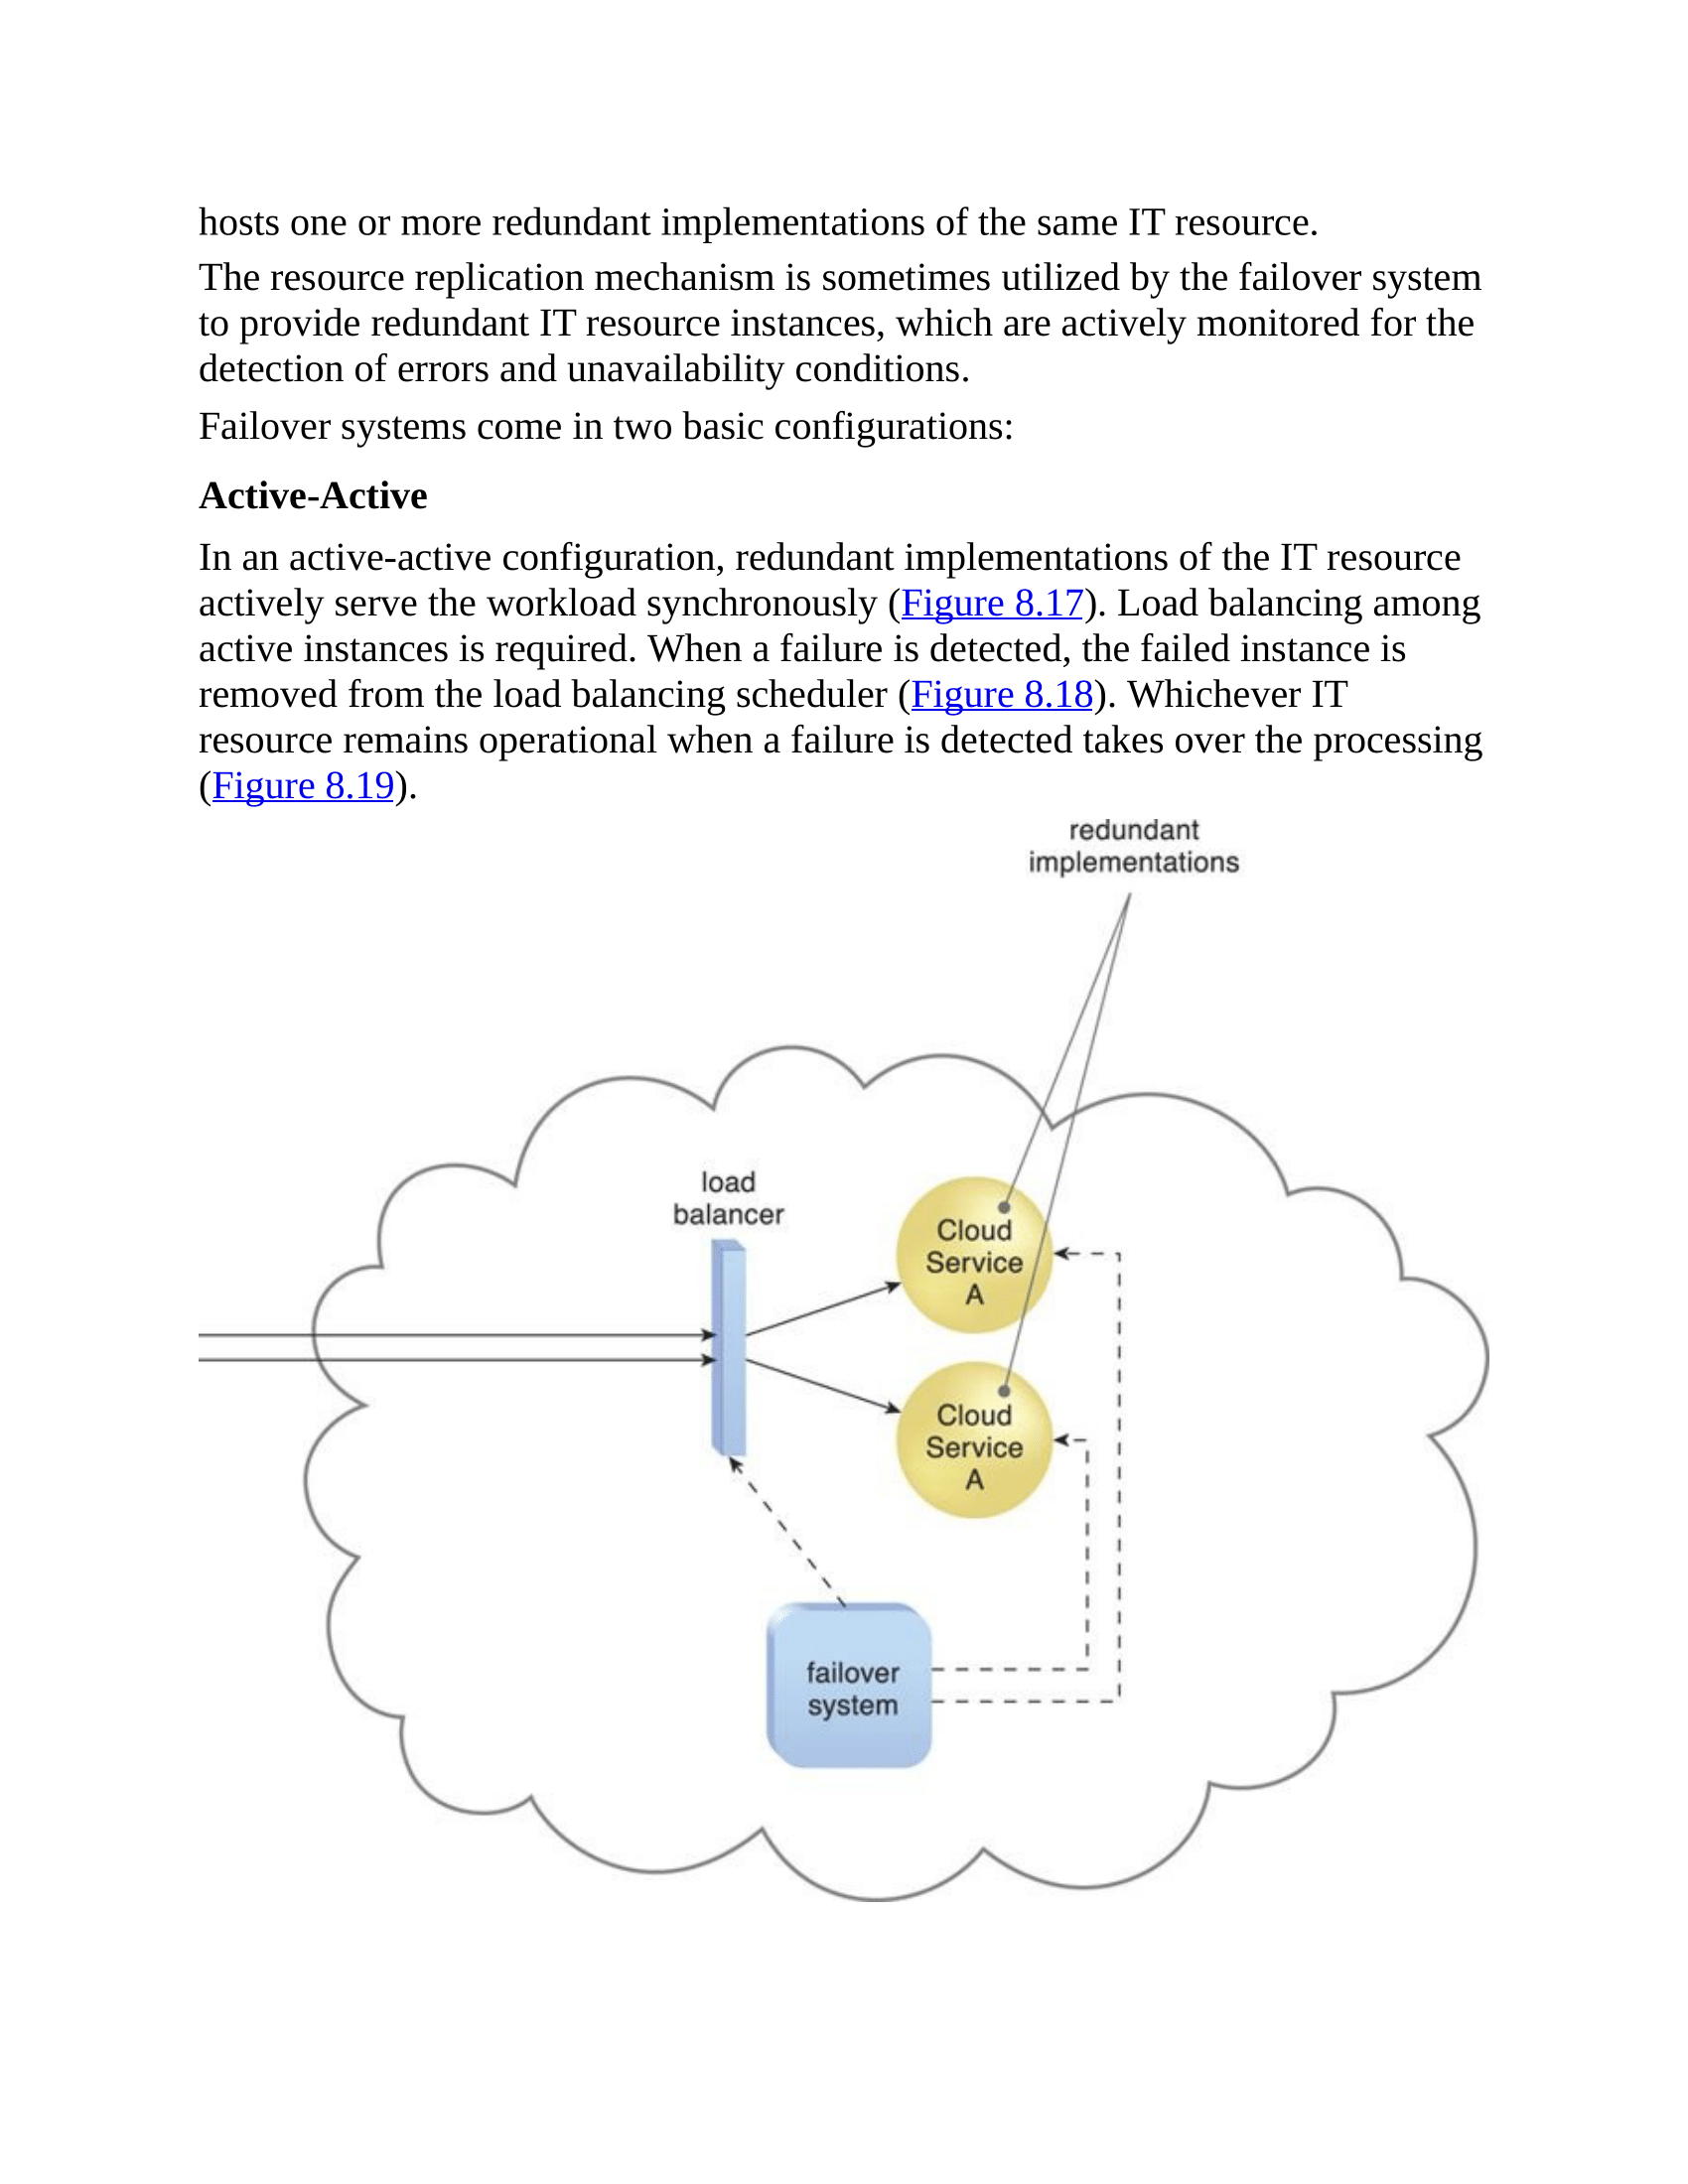 hosts one or more redundant implementations of the same IT resource.
The resource replication mechanism is sometimes utilized by the failover system
to provide redundant IT resource instances, which are actively monitored for the
detection of errors and unavailability conditions.
Failover systems come in two basic configurations:
Active-Active
In an active-active configuration, redundant implementations of the IT resource
actively serve the workload synchronously (Figure 8.17). Load balancing among
active instances is required. When a failure is detected, the failed instance is
removed from the load balancing scheduler (Figure 8.18). Whichever IT
resource remains operational when a failure is detected takes over the processing
(Figure 8.19).
redundant
implementations
load
balancer
Cloud
Service
A
Cloud
Service
A
failover
system